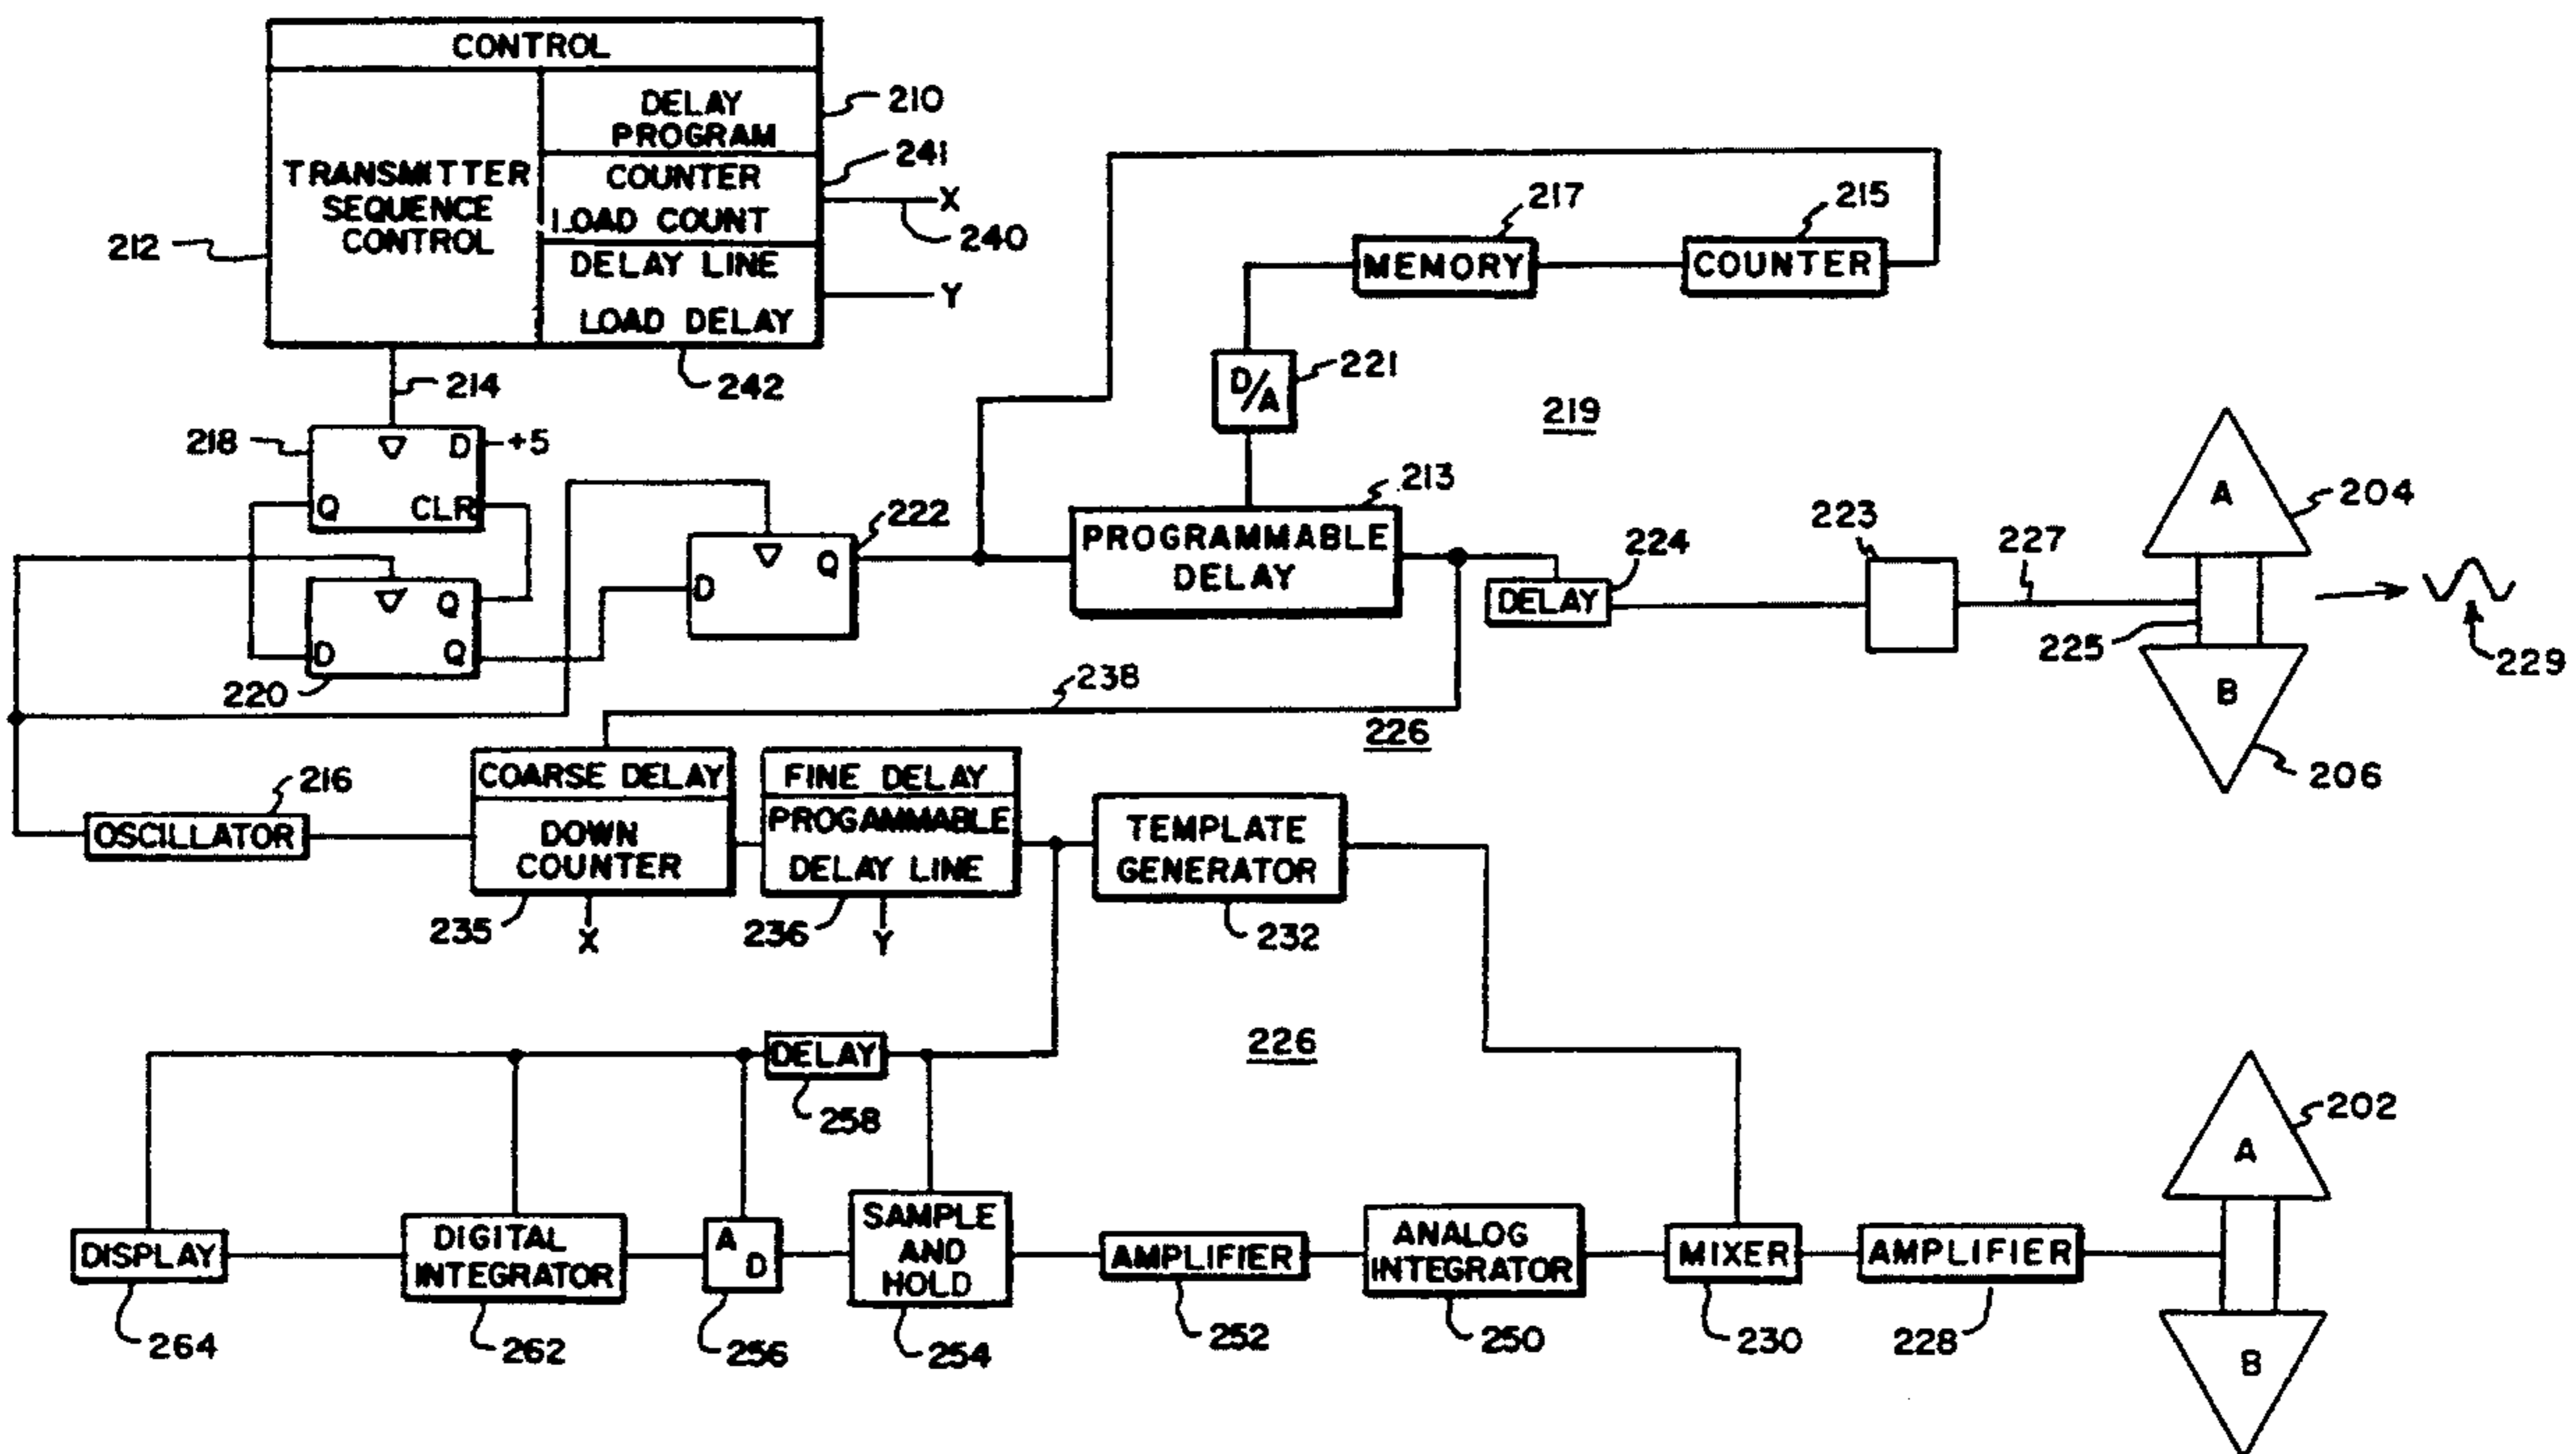 CONTROL
TRANSMITTER
SEQUENCE
CONTROL
DELAY
PROGRAM
COUNTER
LOAD COUNT
DELAY LINE
LOAD DELAY
210
241
X
240
Y
212
214
242
217
215
MEMORY
COUNTER
D/A
221
219
218
D
+5
Q
CLR
222
213
D
Q
PROGRAMMABLE
DELAY
224
DELAY
223
227
A
204
225
229
B
206
Q
D
Q
220
238
226
216
OSCILLATOR
COARSE DELAY
DOWN
COUNTER
FINE DELAY
PROGAMMABLE
DELAY LINE
TEMPLATE
GENERATOR
235
X
236
Y
232
226
DELAY
258
202
A
DISPLAY
DIGITAL
INTEGRATOR
A
D
SAMPLE
AND
HOLD
AMPLIFIER
ANALOG
INTEGRATOR
MIXER
AMPLIFIER
264
262
256
254
252
250
230
228
B